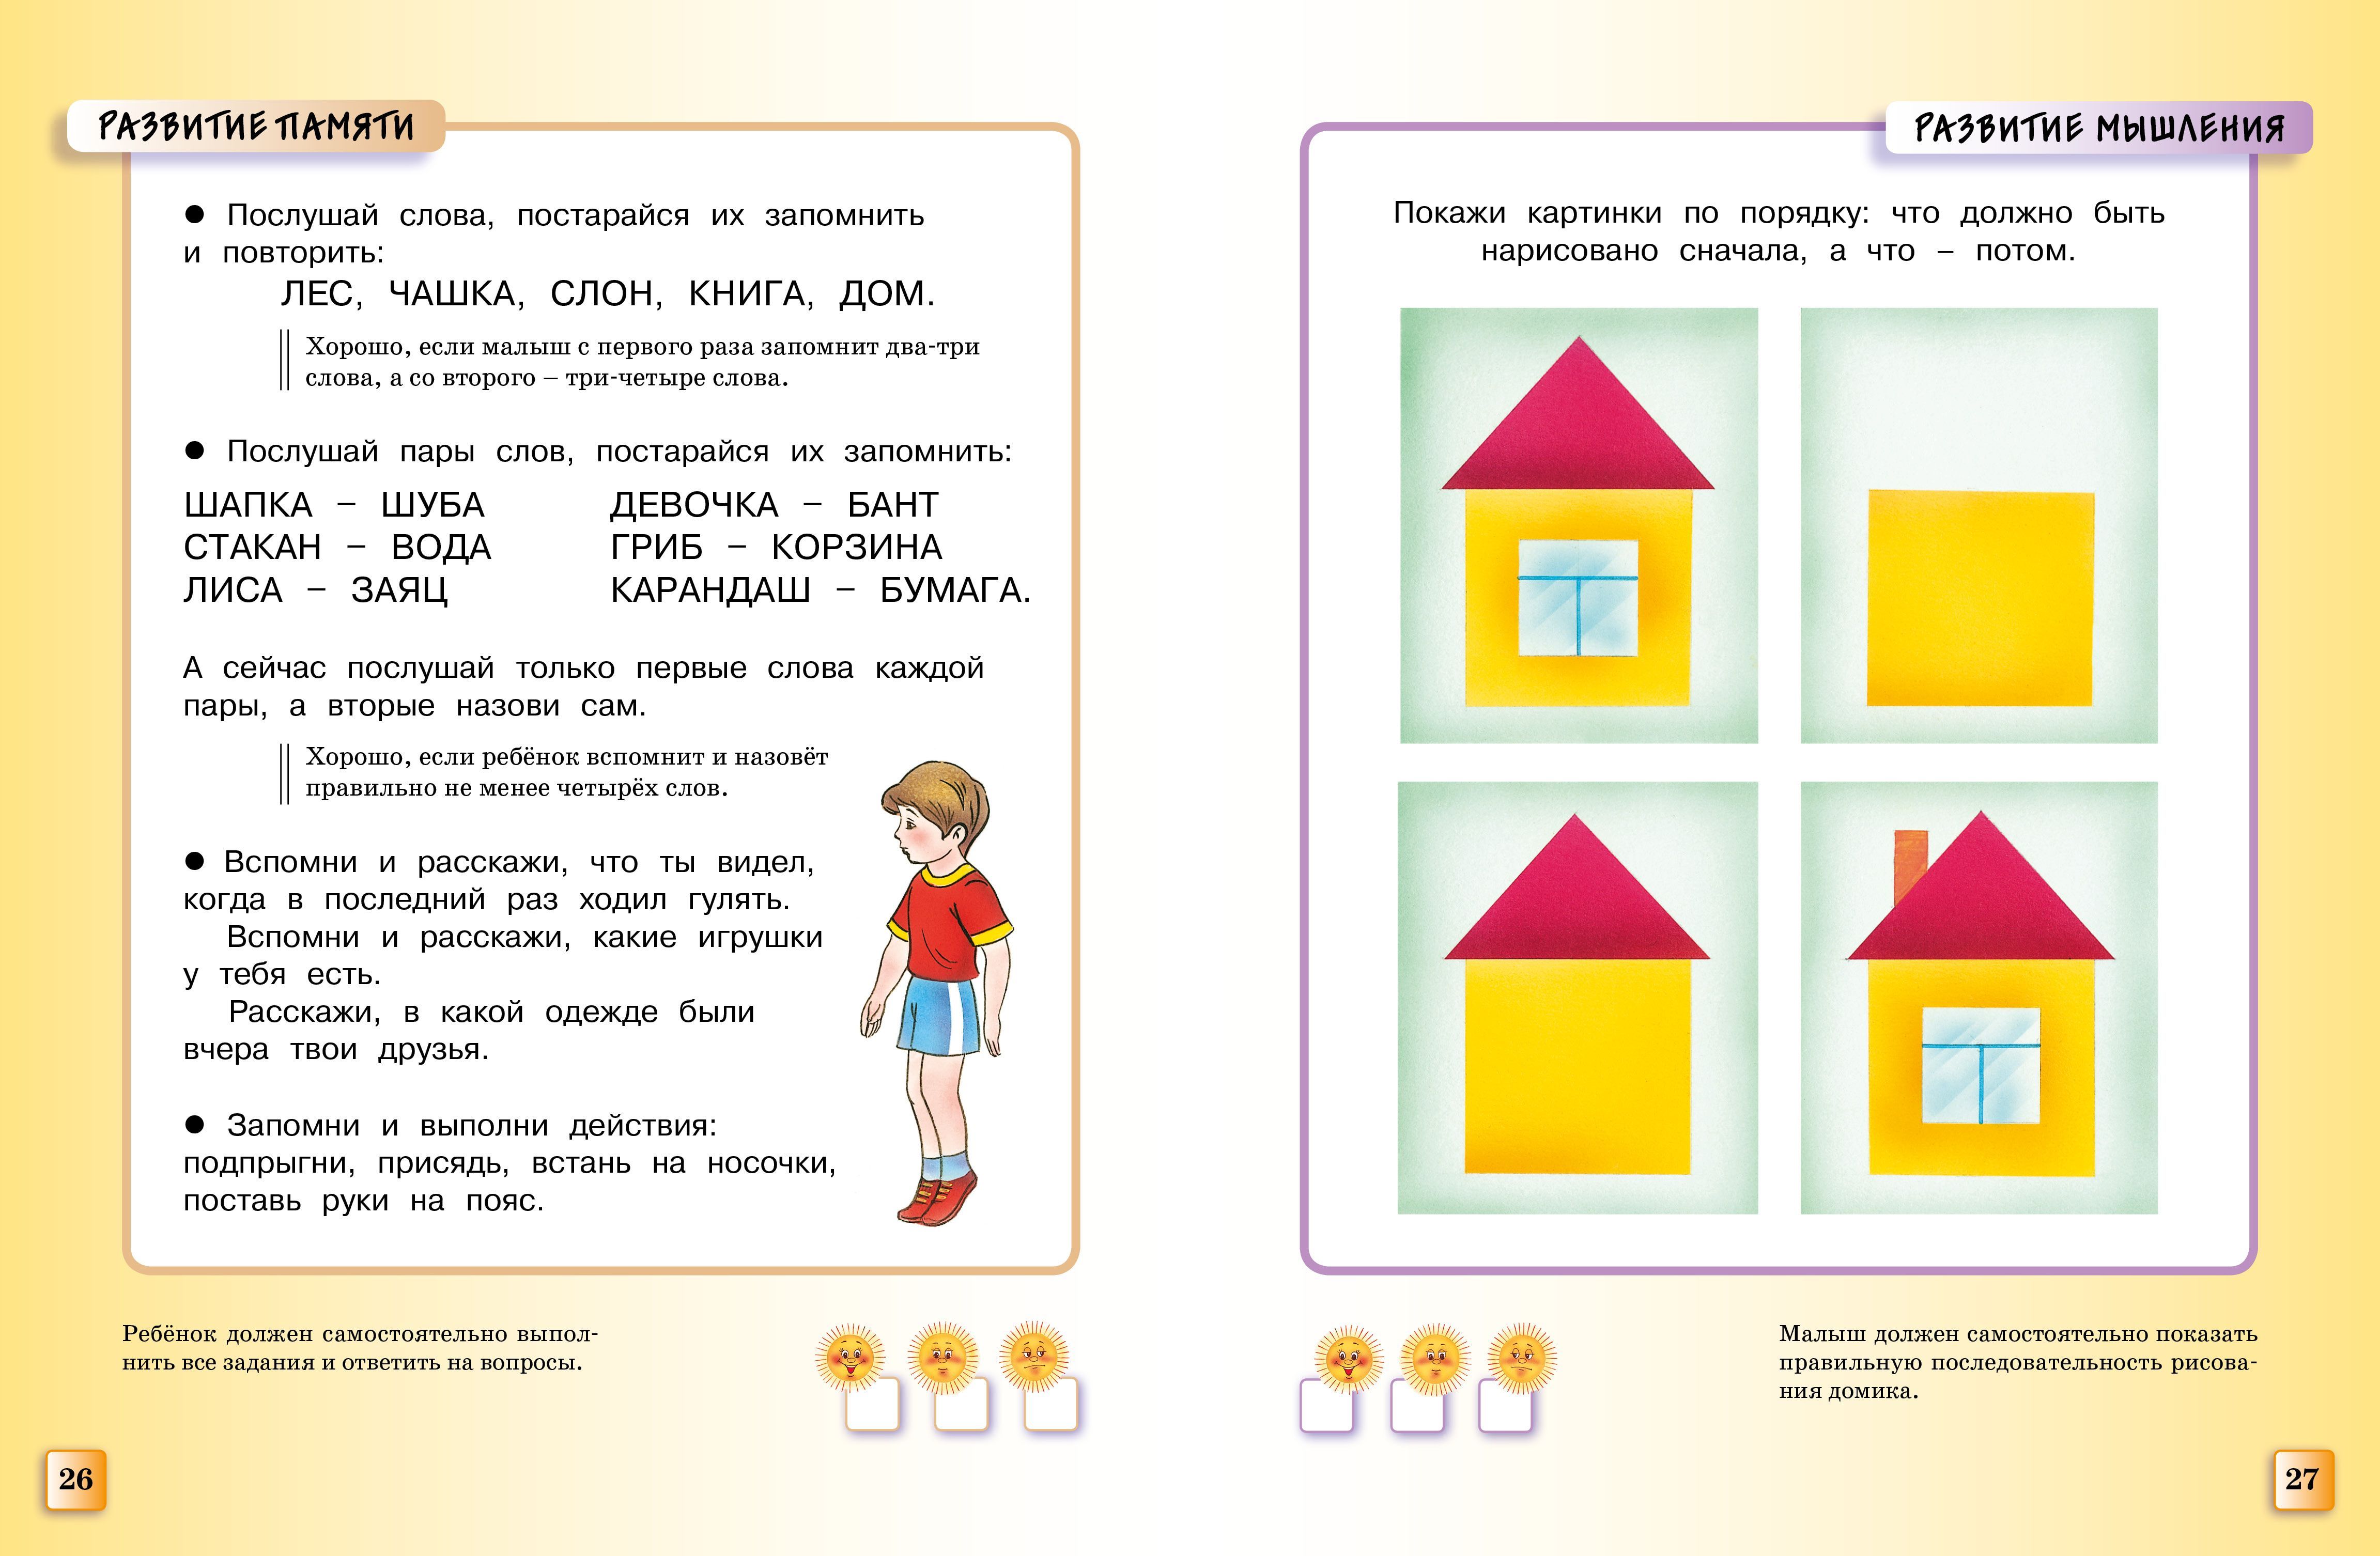 РАЗВИТИЕ ПАМЯТИ
● Послушай слова, постарайся их запомнить
и повторить:
ЛЕС, ЧАШКА, СЛОН, КНИГА, ДОМ.
Хорошо, если малыш с первого раза запомнит два-три
слова, а со второго – три-четыре слова.
● Послушай пары слов, постарайся их запомнить:
ШАПКА – ШУБА
СТАКАН – ВОДА
ЛИСА – ЗАЯЦ
ДЕВОЧКА – БАНТ
ГРИБ – КОРЗИНА
КАРАНДАШ – БУМАГА.
А сейчас послушай только первые слова каждой
пары, а вторые назови сам.
Хорошо, если ребёнок вспомнит и назовёт
правильно не менее четырёх слов.
● Вспомни и расскажи, что ты видел,
когда в последний раз ходил гулять.
Вспомни и расскажи, какие игрушки
у тебя есть.
Расскажи, в какой одежде были
вчера твои друзья.
● Запомни и выполни действия:
подпрыгни, присядь, встань на носочки,
поставь руки на пояс.
Ребёнок должен самостоятельно выпол-
нить все задания и ответить на вопросы.
26
РАЗВИТИЕ МЫШЛЕНИЯ
Покажи картинки по порядку: что должно быть
нарисовано сначала, а что – потом.
Малыш должен самостоятельно показать
правильную последовательность рисова-
ния домика.
27